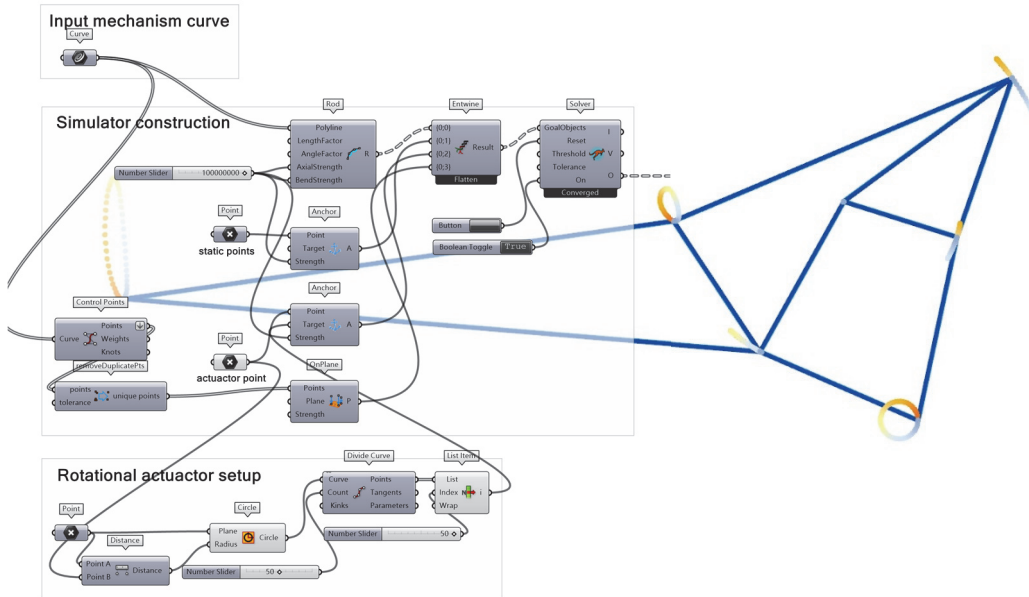 Input mechanism curve
Curve
Simulator construction
Rod
Polyline
LengthFactor
AngleFactor
AxialStrength
BendStrength
R
Entwine
{0;0}
{0;1}
{0;2}
{0;3}
Result
Flatten
Solver
GoalObjects
Reset
Threshold
Tolerance
On
I
V
O
Converged
Number Slider
100000000
Point
static points
Anchor
Point
Target
Strength
A
Button
Boolean Toggle
True
Anchor
Point
Target
Strength
A
Point
actuactor point
Control Points
Curve
Points
Weights
Knots
removeDuplicatePts
points
tolerance
unique points
OnPlane
Points
Plane
Strength
P
Rotational actuactor setup
Point
Distance
Point A
Point B
Distance
Circle
Plane
Radius
Circle
Number Slider
50
Divide Curve
Curve
Count
Kinks
Points
Tangents
Parameters
List Item
List
Index
Wrap
i
Number Slider
50